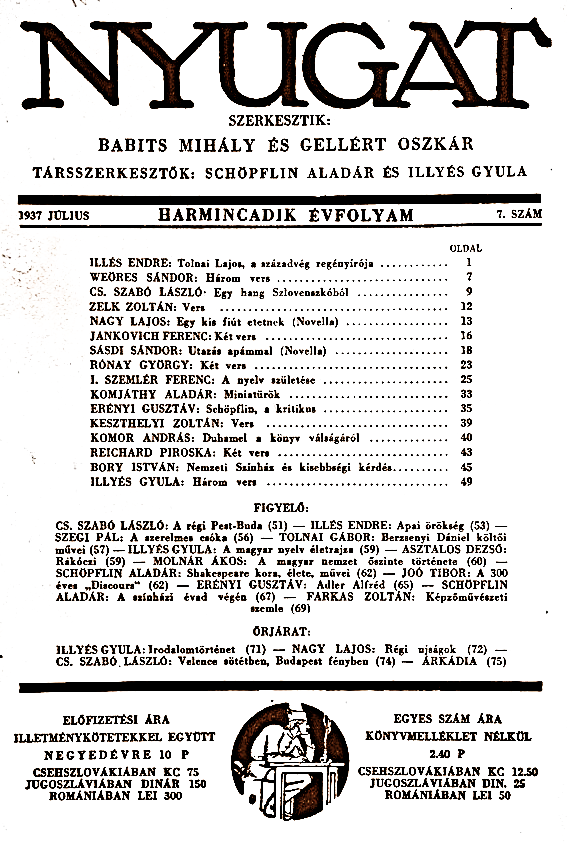 NYUGAT
SZERKESZTIK:
BABITS MIHÁLY ÉS GELLÉRT OSZKÁR
TÁRSSZERKESZTŐK: SCHÖPFLIN ALADÁR ÉS ILLYÉS GYULA
1937 JÚLIUS HARMINCADIK ÉVFOLYAM 7. SZÁM
OLDAL
ILLÉS ENDRE: Tolnai Lajos, a századvég regényírója ........... 1
WEÖRES SÁNDOR: Három vers ........... 7
CS. SZABÓ LÁSZLÓ· Egy hang Szlovenszkóból ........... 9
ZELK ZOLTÁN: Vers ........... 12
NAGY LAJOS: Egy kis fiút etetnek (Novella) ........... 13
JANKOVICH FERENC: Két vers ........... 16
SÁSDI SÁNDOR: Utazás apámmal (Novella) ........... 18
RÓNAY GYÖRGY: Két vers ........... 23
I. SZEMLÉR FERENC: A nyelv születése ........... 25
KOMJÁTHY ALADÁR: Miniatűrök ........... 33
ERÉNYI GUSZTÁV: Schöpflin, a kritikus ........... 35
KESZTHELYI ZOLTÁN: Vers ........... 39
KOMOR ANDRÁS: Duhamel a könyv válságáról ........... 40
REICHARD PIROSKA: Két vers ........... 43
BORY ISTVÁN: Nemzeti Színház és kisebbségi kérdés........... 45
ILLYÉS GYULA: Három vers ........... 49
FIGYELŐ:
CS. SZABÓ LÁSZLÓ: A régi Pest-Buda (51) — ILLÉS ENDRE: Apai örökség (53) —
SZEGI PÁL: A szerelmes csóka (56) — TOLNAI GÁBOR: Berzsenyi Dániel költői
művei (57) — ILLYÉS GYULA: A magyar nyelv életrajza (59) — ASZTALOS DEZSŐ:
Rákóczi (59) — MOLNÁR ÁKOS: A magyar nemzet őszinte története (60) —
SCHÖPFLIN ALADÁR: Shakespeare kora, élete, művei (62) — JOÓ TIBOR: A 300
éves „Discours" (62) — ERÉNYI GUSZTÁV: Adler Alfréd (65) — SCHÖPFLIN
ALADÁR: A színházi évad végén (67) — FARKAS ZOLTÁN: Képzőművészeti
szemle (69)
ŐRJÁRAT:
ILLYÉS GYULA: Irodalomtörténet (71) — NAGY LAJOS: Régi ujságok (72) —
CS. SZABÓ LÁSZLÓ: Velence sötétben, Budapest fényben (74) — ÁRKÁDIA (75)
ELŐFIZETÉSI ÁRA
ILLETMÉNYKÖTETEKKEL EGYÜTT
NEGYEDÉVRE 10 P
CSEHSZLOVÁKIÁBAN KC 75
JUGOSZLÁVIÁBAN DINÁR 150
ROMÁNIÁBAN LEI 300
EGYES SZÁM ÁRA
KÖNYVMELLÉKLET NÉLKÜL
2.40 P
CSEHSZLOVÁKIÁBAN KC 12.50
JUGOSZLÁVIÁBAN DIN. 25
ROMÁNIÁBAN LEI 50